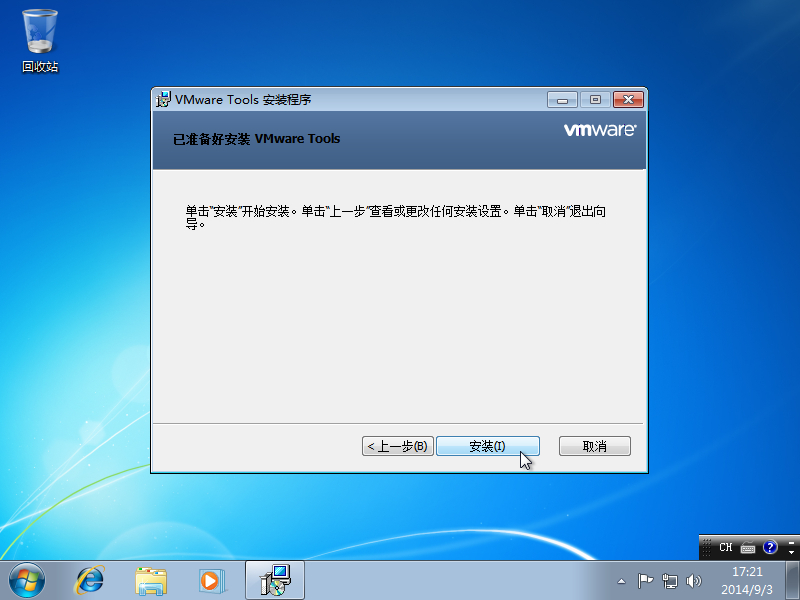 回收站
VMware Tools 安装程序
已准备好安装 VMware Tools
vmware
单击“安装”开始安装。单击“上一步”查看或更改任何安装设置。单击“取消”退出向
导。
< 上一步(B)
安装(I)
取消
CH
?
17:21
2014/9/3